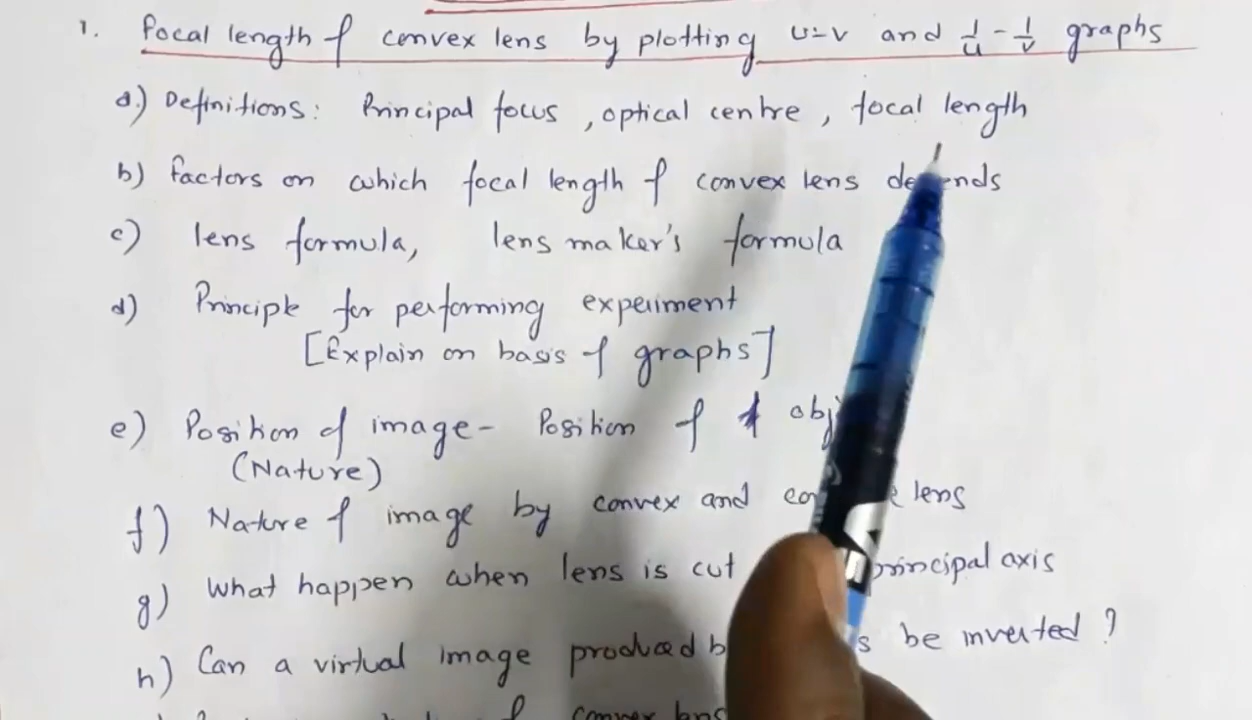 1. Focal length of convex lens by plotting u-v and 1/u - 1/v graphs
a.) Definitions: Principal focus, optical centre, focal length
b) factors on which focal length of convex lens
c) lens formula, lens maker's formula
d) Principle for performing experiment
[Explain on basis of graphs]
e) Position of image - Position of
(Nature)
f) Nature of image by convex and lens
g) What happen when lens is cut principal axis
h) Can a virtual image produced be inverted?
of convex lens